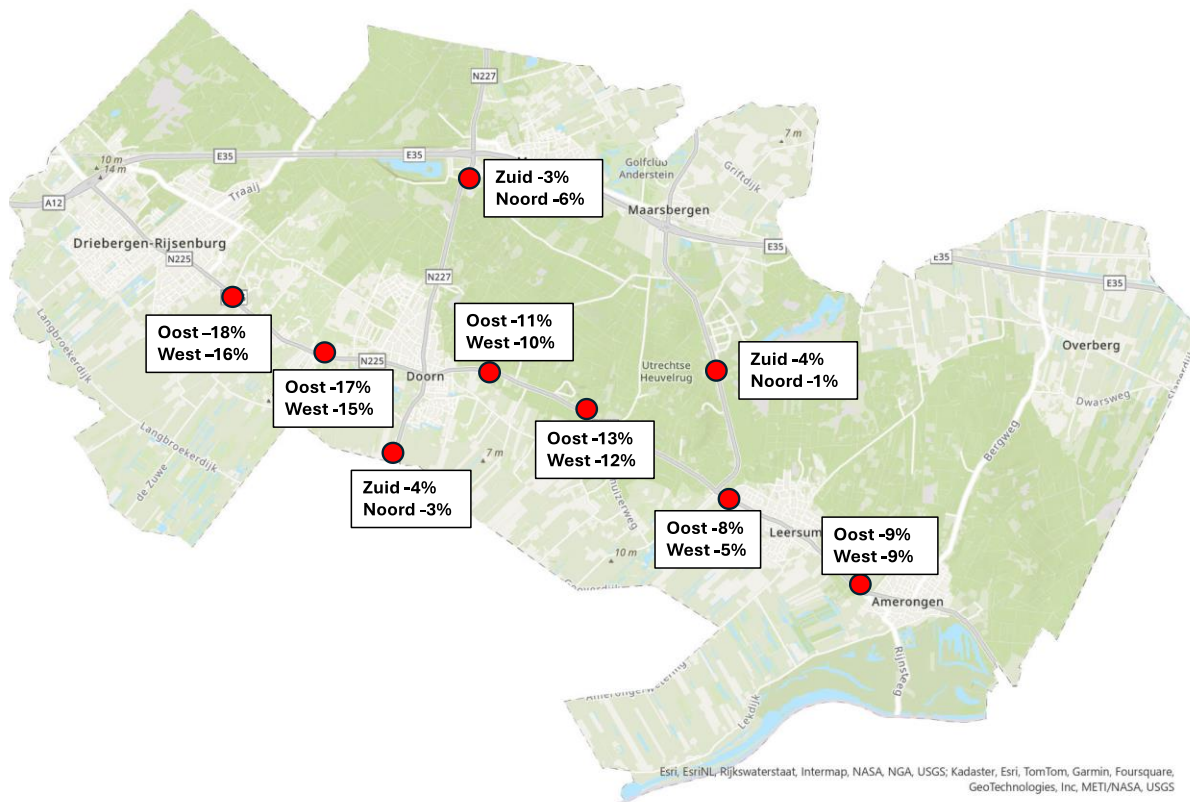 N227
7 m
E35
E35
10 m
14 m
Golfclub
Anderstein
Griftdijk
Zuid -3%
Noord -6%
Traaij
A12
Maarsbergen
Driebergen-Rijsenburg
E35
E35
N225
N227
E35
Langbroekerdijk
Oost –18%
West -16%
Oost -11%
West -10%
Overberg
N225
Utrechtse
Heuvelrug
Zuid -4%
Noord -1%
Doorn
Oost -17%
West -15%
Dwarsweg
Oost -13%
West -12%
Langbroekerdijk
7 m
Bergweg
de Zuwe
Zuid -4%
Noord -3%
Oost -8%
West -5%
Leersum
Oost -9%
West -9%
10 m
Amerongen
Rijnsteeg
Lekdijk
Esri, EsriNL, Rijkswaterstaat, Intermap, NASA, NGA, USGS; Kadaster, Esri, TomTom, Garmin, Foursquare,
GeoTechnologies, Inc, METI/NASA, USGS